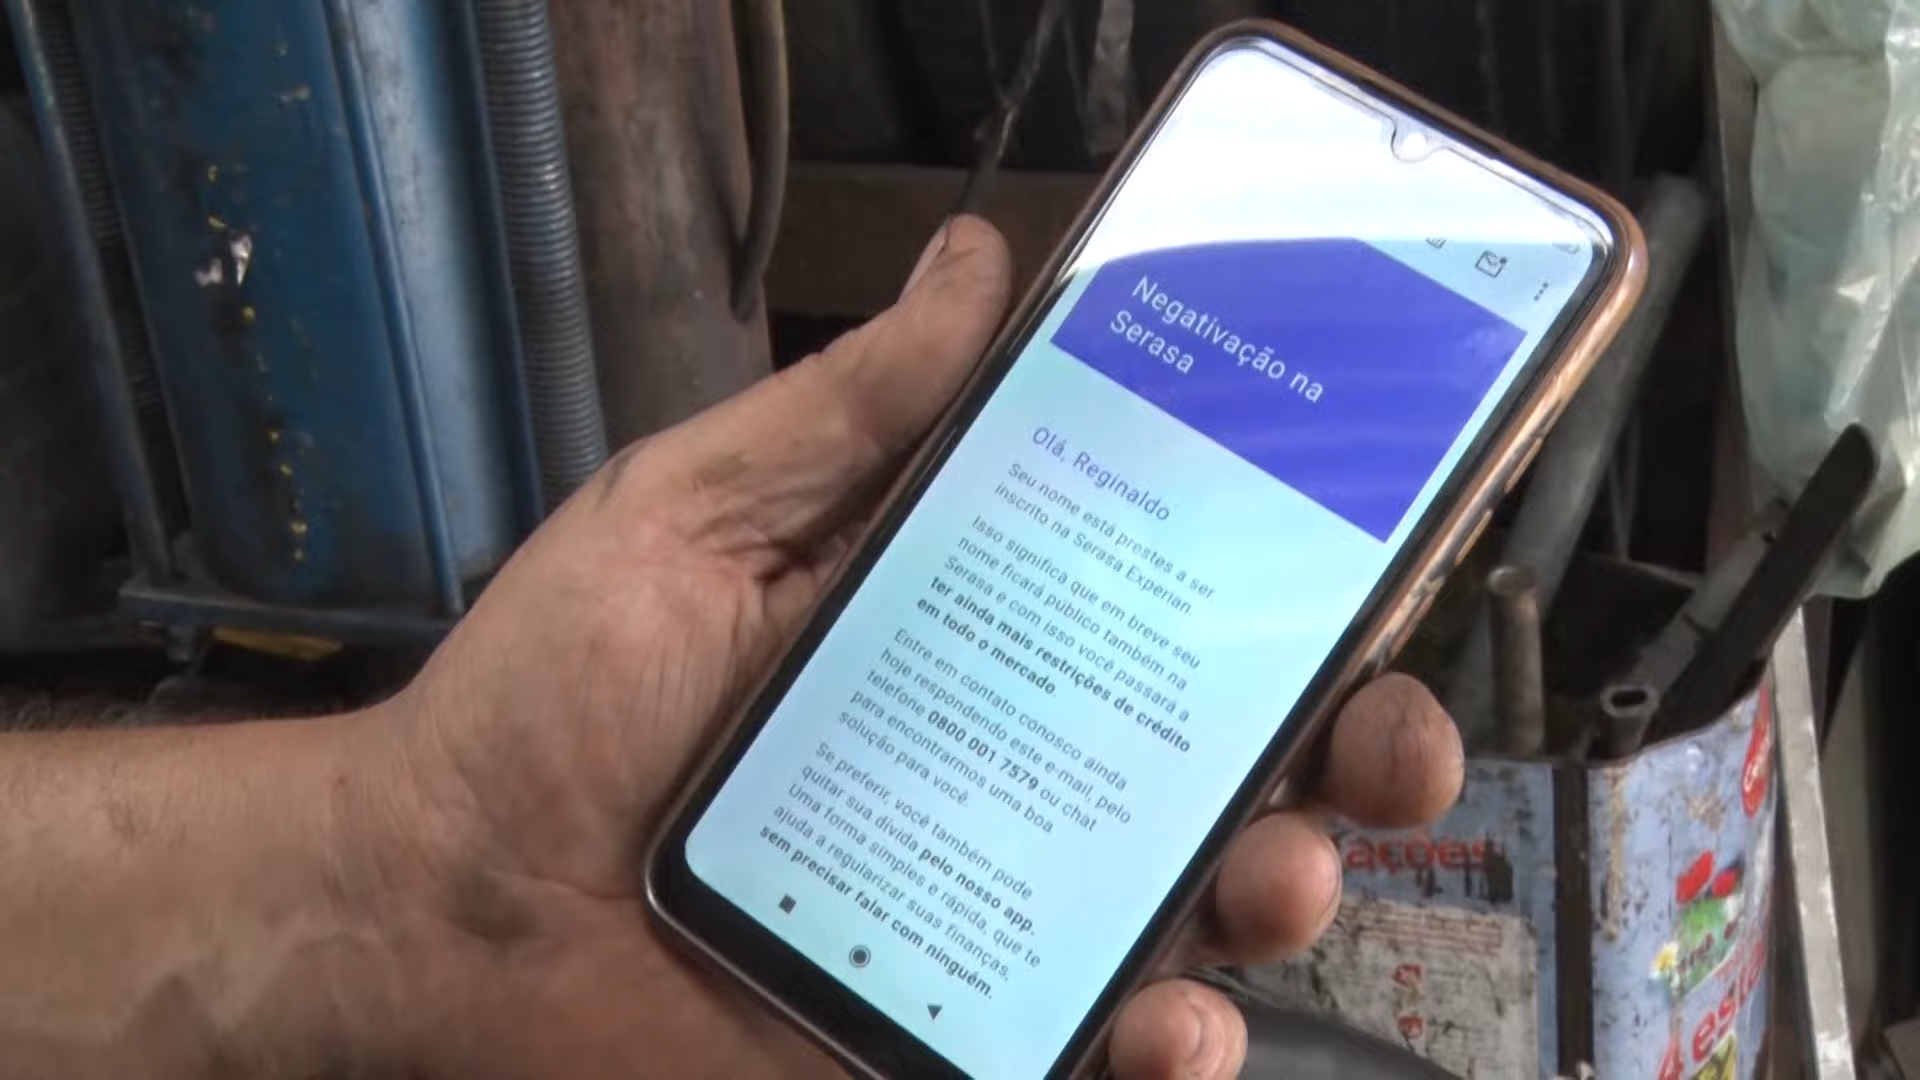 Negativação na
Serasa
Olá, Reginaldo
Seu nome está prestes a ser
inscrito na Serasa Experian
Isso significa que em breve seu
nome ficará público também na
Serasa e com isso você passará a
ter ainda mais restrições de crédito
em todo o mercado.
Entre em contato conosco ainda
hoje respondendo este e-mail, pelo
telefone 0800 001 7579 ou chat
para encontrarmos uma boa
solução para você.
Se preferir, você também pode
quitar sua dívida pelo nosso app.
Uma forma simples e rápida, que te
ajuda a regularizar suas finanças,
sem precisar falar com ninguém.